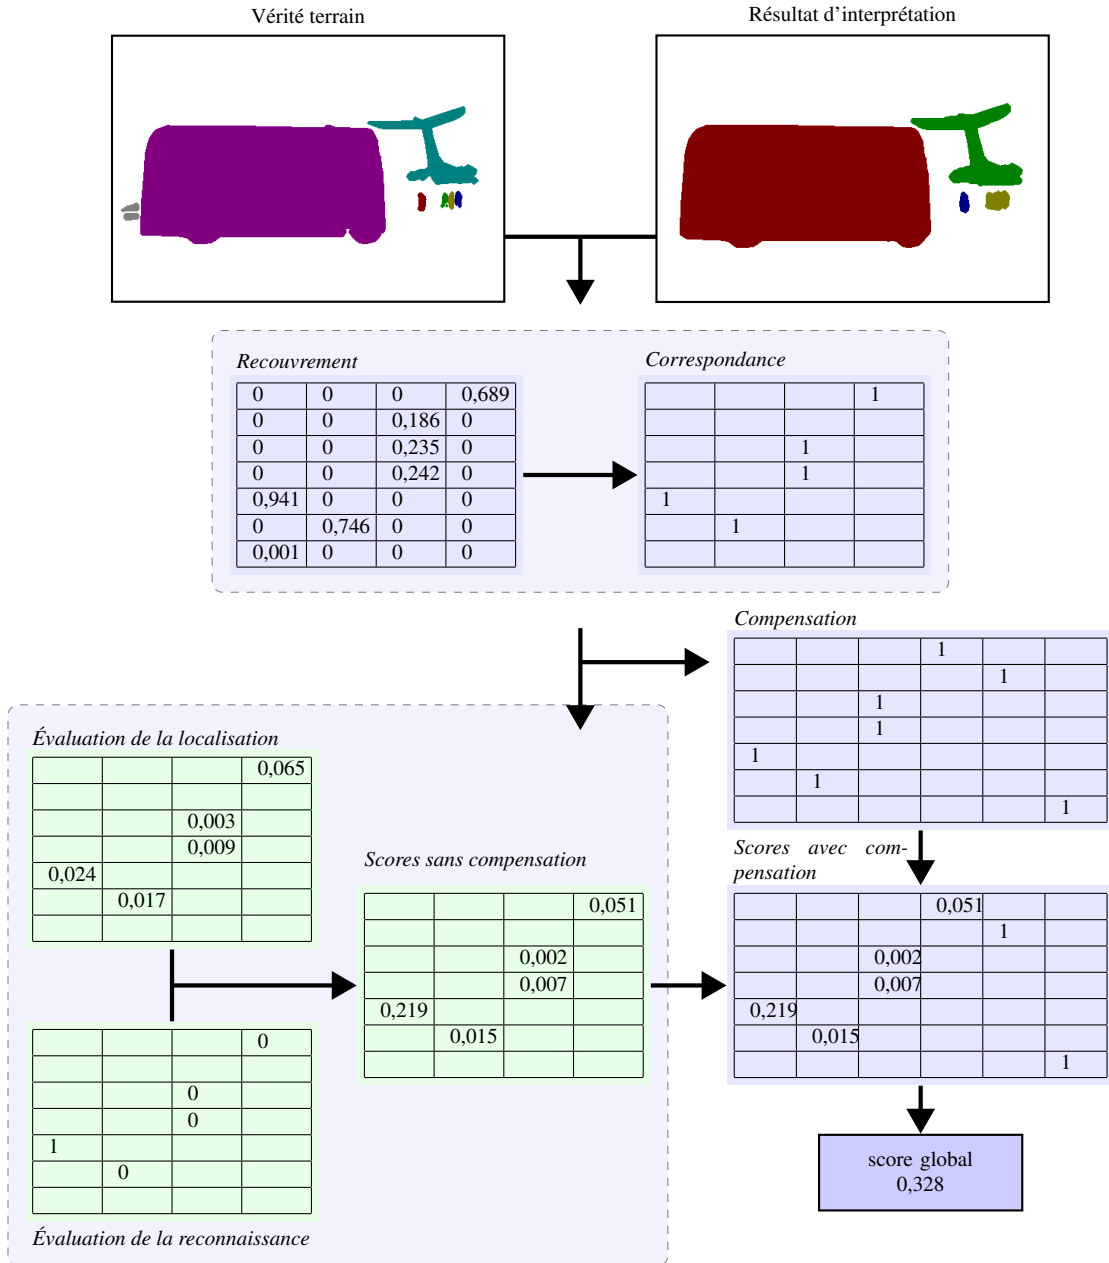 Vérité terrain
Résultat d'interprétation
Recouvrement
0 0 0 0,689
0 0 0,186 0
0 0 0,235 0
0 0 0,242 0
0,941 0 0 0
0 0,746 0 0
0,001 0 0 0
Correspondance
1
1
1
1
1
Compensation
1
1
1
1
1
1
1
Évaluation de la localisation
0,065
0,003
0,009
0,024
0,017
Évaluation de la reconnaissance
0
0
0
1
0
Scores sans compensation
0,051
0,002
0,007
0,219
0,015
Scores avec com-
pensation
0,051
1
0,002
0,007
0,219
0,015
1
score global
0,328